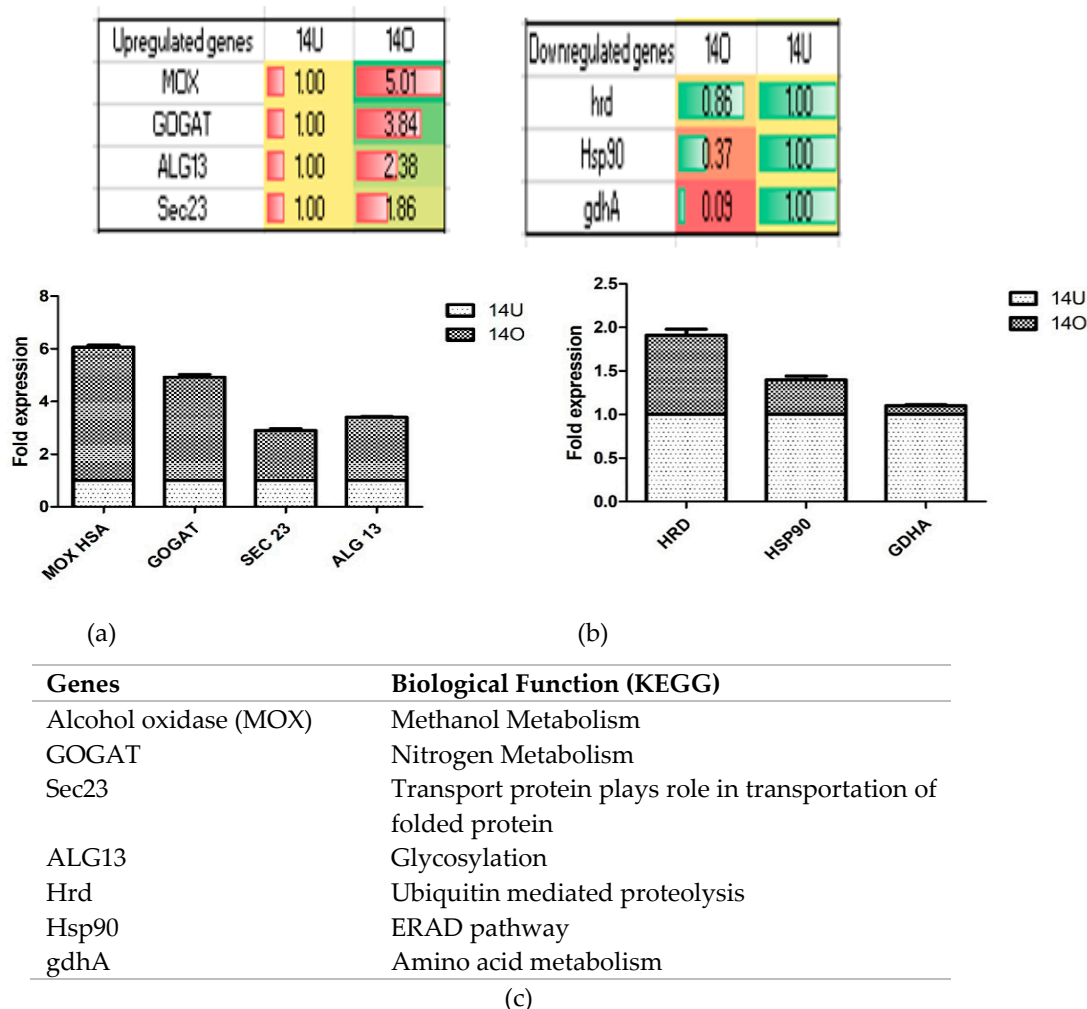 Upregulated genes 14U 14O
MOX 1.00 5.01
GOGAT 1.00 3.84
ALG13 1.00 2.38
Sec23 1.00 1.86
Downregulated genes 14O 14U
hrd 0.86 1.00
Hsp90 0.37 1.00
gdhA 0.09 1.00
Fold expression
8
6
4
2
0
MOX HSA
GOGAT
SEC 23
ALG 13
14U
14O
Fold expression
2.5
2.0
1.5
1.0
0.5
0.0
HRD
HSP90
GDHA
14U
14O
(a) (b)
Genes Biological Function (KEGG)
Alcohol oxidase (MOX) Methanol Metabolism
GOGAT Nitrogen Metabolism
Sec23 Transport protein plays role in transportation of
folded protein
ALG13 Glycosylation
Hrd Ubiquitin mediated proteolysis
Hsp90 ERAD pathway
gdhA Amino acid metabolism
(c)